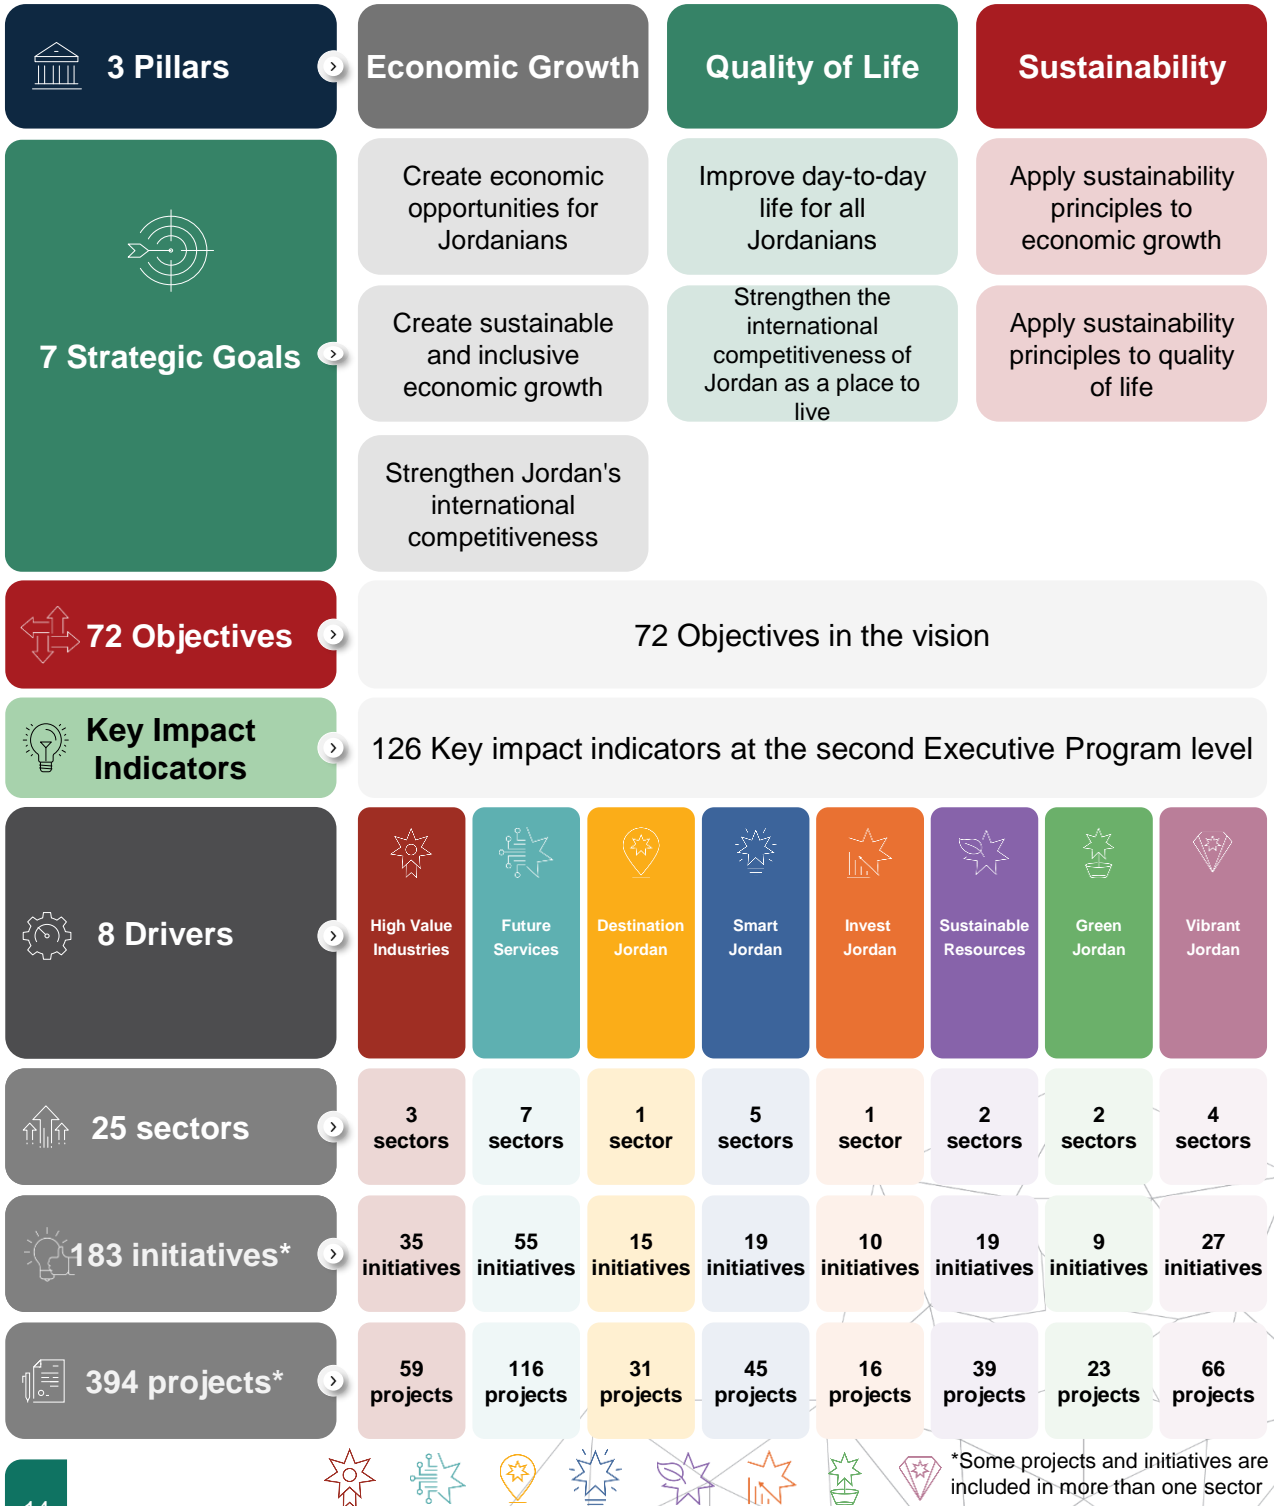 3 Pillars
Economic Growth
Quality of Life
Sustainability
7 Strategic Goals
Create economic
opportunities for
Jordanians
Improve day-to-day
life for all
Jordanians
Apply sustainability
principles to
economic growth
Create sustainable
and inclusive
economic growth
Strengthen the
international
competitiveness of
Jordan as a place to
live
Apply sustainability
principles to quality
of life
Strengthen Jordan's
international
competitiveness
72 Objectives
72 Objectives in the vision
Key Impact
Indicators
126 Key impact indicators at the second Executive Program level
8 Drivers
High Value
Industries
Future
Services
Destination
Jordan
Smart
Jordan
Invest
Jordan
Sustainable
Resources
Green
Jordan
Vibrant
Jordan
25 sectors
3
sectors
7
sectors
1
sector
5
sectors
1
sector
2
sectors
2
sectors
4
sectors
183 initiatives*
35
initiatives
55
initiatives
15
initiatives
19
initiatives
10
initiatives
19
initiatives
9
initiatives
27
initiatives
394 projects*
59
projects
116
projects
31
projects
45
projects
16
projects
39
projects
23
projects
66
projects
*Some projects and initiatives are
included in more than one sector